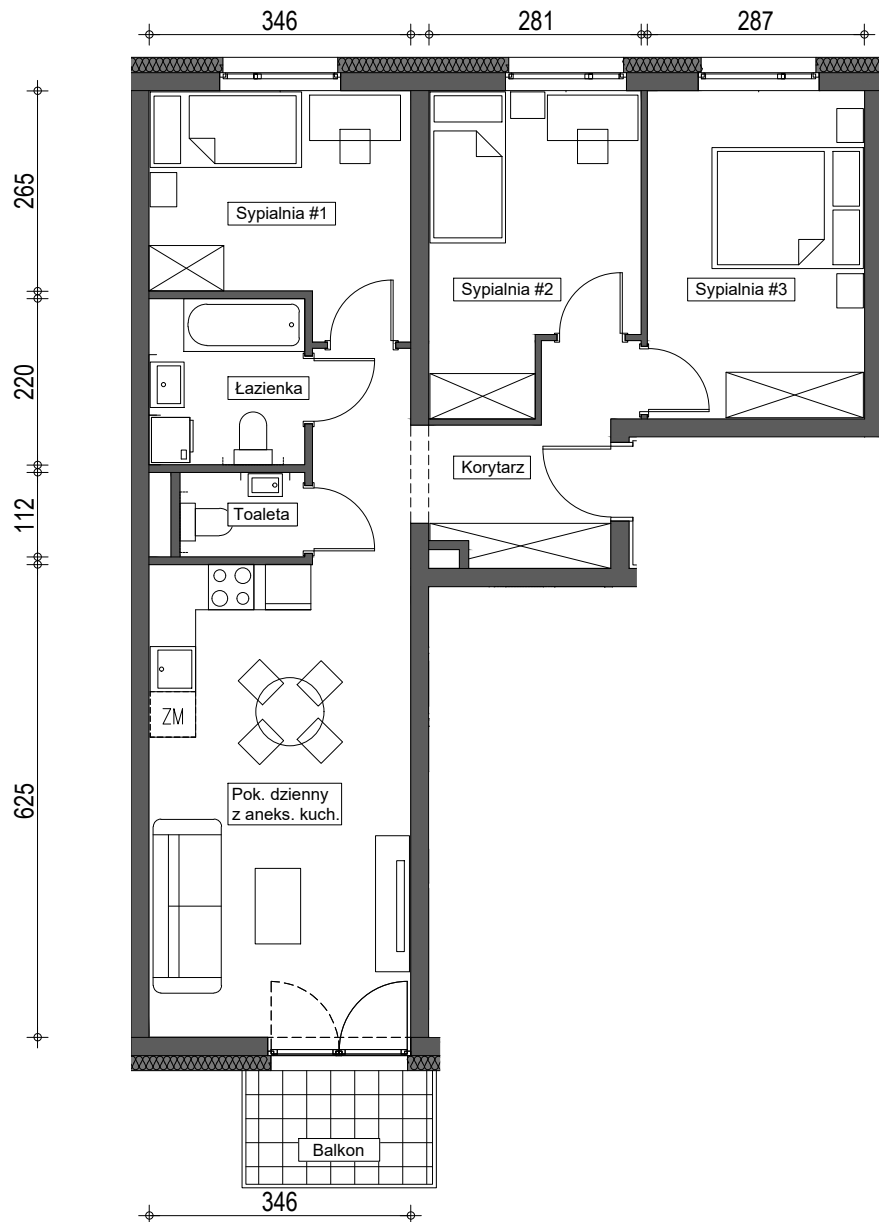 346
281
287
265
Sypialnia #1
Sypialnia #2
Sypialnia #3
220
Łazienka
Korytarz
112
Toaleta
ZM
625
Pok. dzienny
z aneks. kuch.
Balkon
346